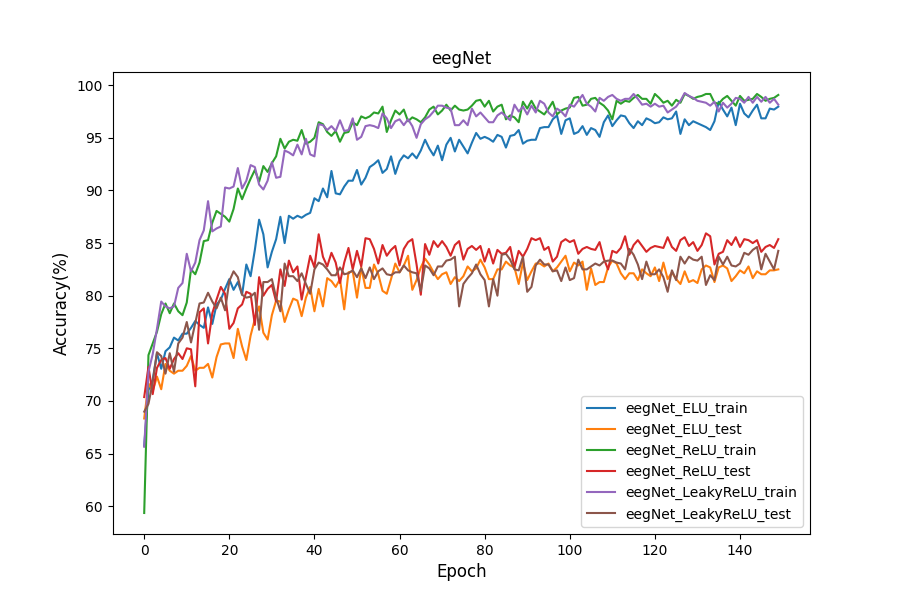 eegNet
Accuracy(%)
100
95
90
85
80
75
70
65
60
0 20 40 60 80 100 120 140
Epoch
eegNet_ELU_train
eegNet_ELU_test
eegNet_ReLU_train
eegNet_ReLU_test
eegNet_LeakyReLU_train
eegNet_LeakyReLU_test